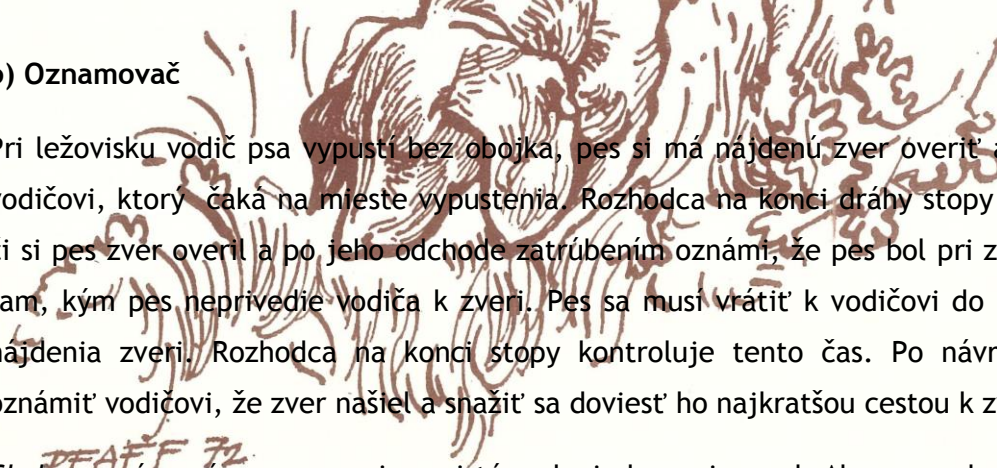 b) Oznamovač
Pri ležovisku vodič psa vypustí bez obojka, pes si má nájdenú zver overiť a
vodičovi, ktorý čaká na mieste vypustenia. Rozhodca na konci dráhy stopy
či si pes zver overil a po jeho odchode zatrúbením oznámi, že pes bol pri z
tam, kým pes neprivedie vodiča k zveri. Pes sa musí vrátiť k vodičovi do
nájdenia zveri. Rozhodca na konci stopy kontroluje tento čas. Po návr
oznámiť vodičovi, že zver našiel a snažiť sa doviesť ho najkratšou cestou k z
72